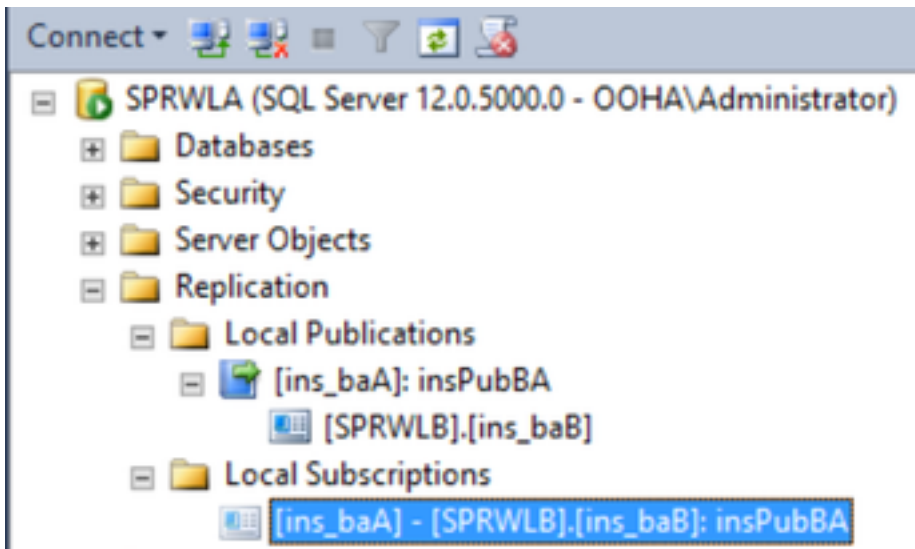 Connect
SPRWLA (SQL Server 12.0.5000.0 - OOHA\Administrator)
Databases
Security
Server Objects
Replication
Local Publications
[ins_baA]: insPubBA
[SPRWLB].[ins_baB]
Local Subscriptions
[ins_baA] - [SPRWLB].[ins_baB]: insPubBA